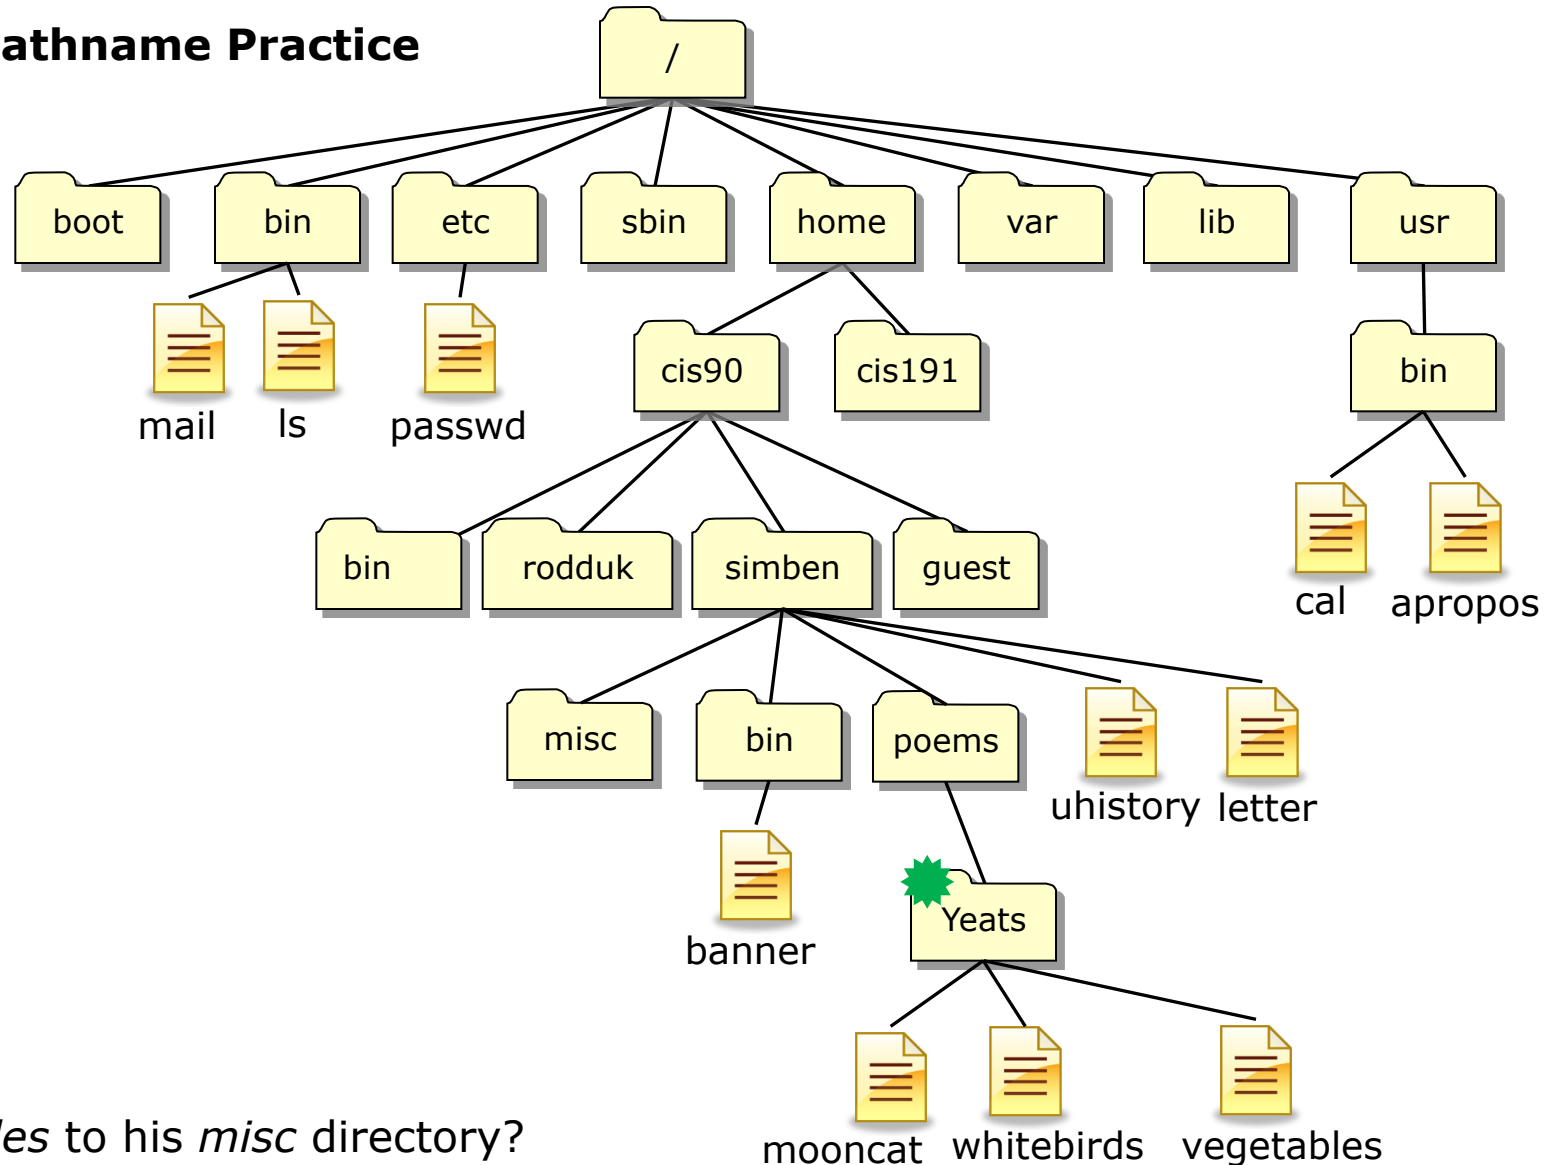 athname Practice
/
boot bin etc sbin home var lib usr
mail ls passwd
cis90 cis191 bin
bin rodduk simben guest
cal apropos
misc bin poems
uhistory letter
banner
Yeats
mooncat whitebirds vegetables
les to his misc directory?